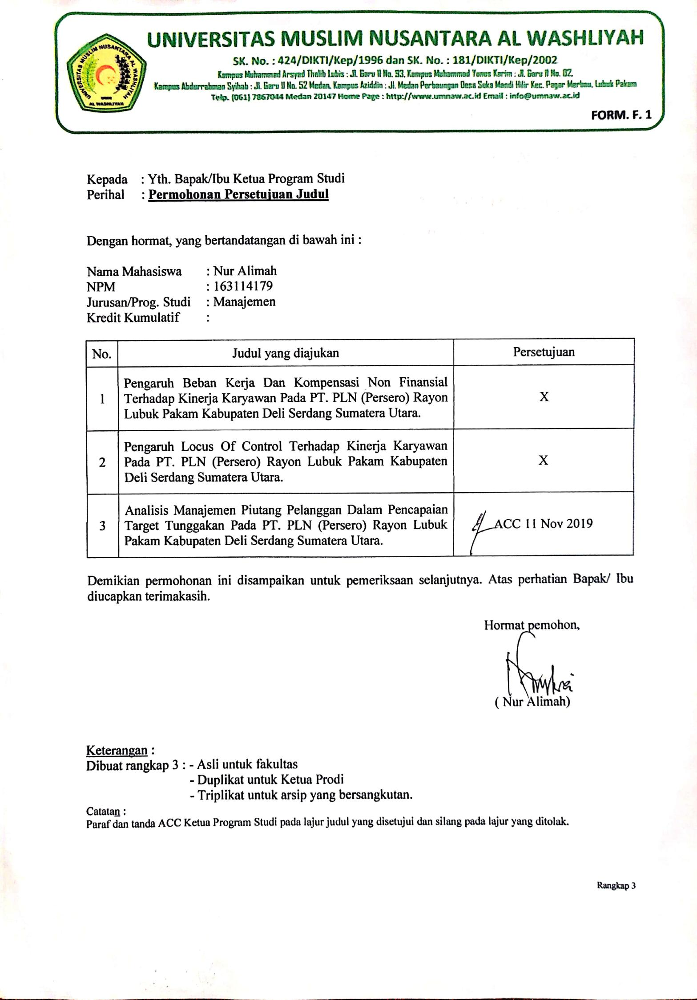 UNIVERSITAS MUSLIM NUSANTARA AL WASHLIYAH
UNIVERSITAS MUSLIM NUSANTARA AL WASHLIYAH
UMN
AL WASHLIYAH
SK. No. : 424/DIKTI/Kep/1996 dan SK. No. : 181/DIKTI/Kep/2002
Kampus Muhammad Arsyad Thalib Lubis : Jl. Garu II No. 93, Kampus Muhammad Yunus Karim : Jl. Garu II No. 02,
Kampus Abdurrahman Syihab : Jl. Garu II No. 52 Medan, Kampus Aziddin : Jl. Medan Perbaungan Desa Suka Mandi Hilir Kec. Pagar Merbau, Lubuk Pakam
Telp. (061) 7867044 Medan 20147 Home Page : http://www.umnaw.ac.id Email : info@umnaw.ac.id
FORM. F. 1
Kepada : Yth. Bapak/Ibu Ketua Program Studi
Perihal : Permohonan Persetujuan Judul
Dengan hormat, yang bertandatangan di bawah ini :
Nama Mahasiswa : Nur Alimah
NPM : 163114179
Jurusan/Prog. Studi : Manajemen
Kredit Kumulatif :
No. Judul yang diajukan Persetujuan
Pengaruh Beban Kerja Dan Kompensasi Non Finansial
1 Terhadap Kinerja Karyawan Pada PT. PLN (Persero) Rayon X
Lubuk Pakam Kabupaten Deli Serdang Sumatera Utara.
Pengaruh Locus Of Control Terhadap Kinerja Karyawan
2 Pada PT. PLN (Persero) Rayon Lubuk Pakam Kabupaten X
Deli Serdang Sumatera Utara.
Analisis Manajemen Piutang Pelanggan Dalam Pencapaian
3 Target Tunggakan Pada PT. PLN (Persero) Rayon Lubuk ACC 11 Nov 2019
Pakam Kabupaten Deli Serdang Sumatera Utara.
Demikian permohonan ini disampaikan untuk pemeriksaan selanjutnya. Atas perhatian Bapak/ Ibu
diucapkan terimakasih.
Hormat pemohon,
( Nur Alimah)
Keterangan :
Dibuat rangkap 3 : - Asli untuk fakultas
- Duplikat untuk Ketua Prodi
- Triplikat untuk arsip yang bersangkutan.
Catatan :
Paraf dan tanda ACC Ketua Program Studi pada lajur judul yang disetujui dan silang pada lajur yang ditolak.
Rangkap 3